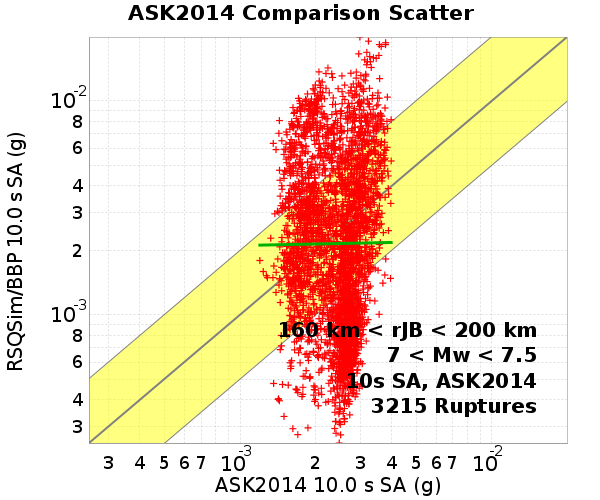 ASK2014 Comparison Scatter
RSQSim/BBP 10.0 s SA (g)
10-2
8
6
4
3
2
10-3
8
6
4
3
160 km < rJB < 200 km
7 < Mw < 7.5
10s SA, ASK2014
3215 Ruptures
3 4 5 6 7 10-3 2 3 4 5 6 7 10-2
ASK2014 10.0 s SA (g)